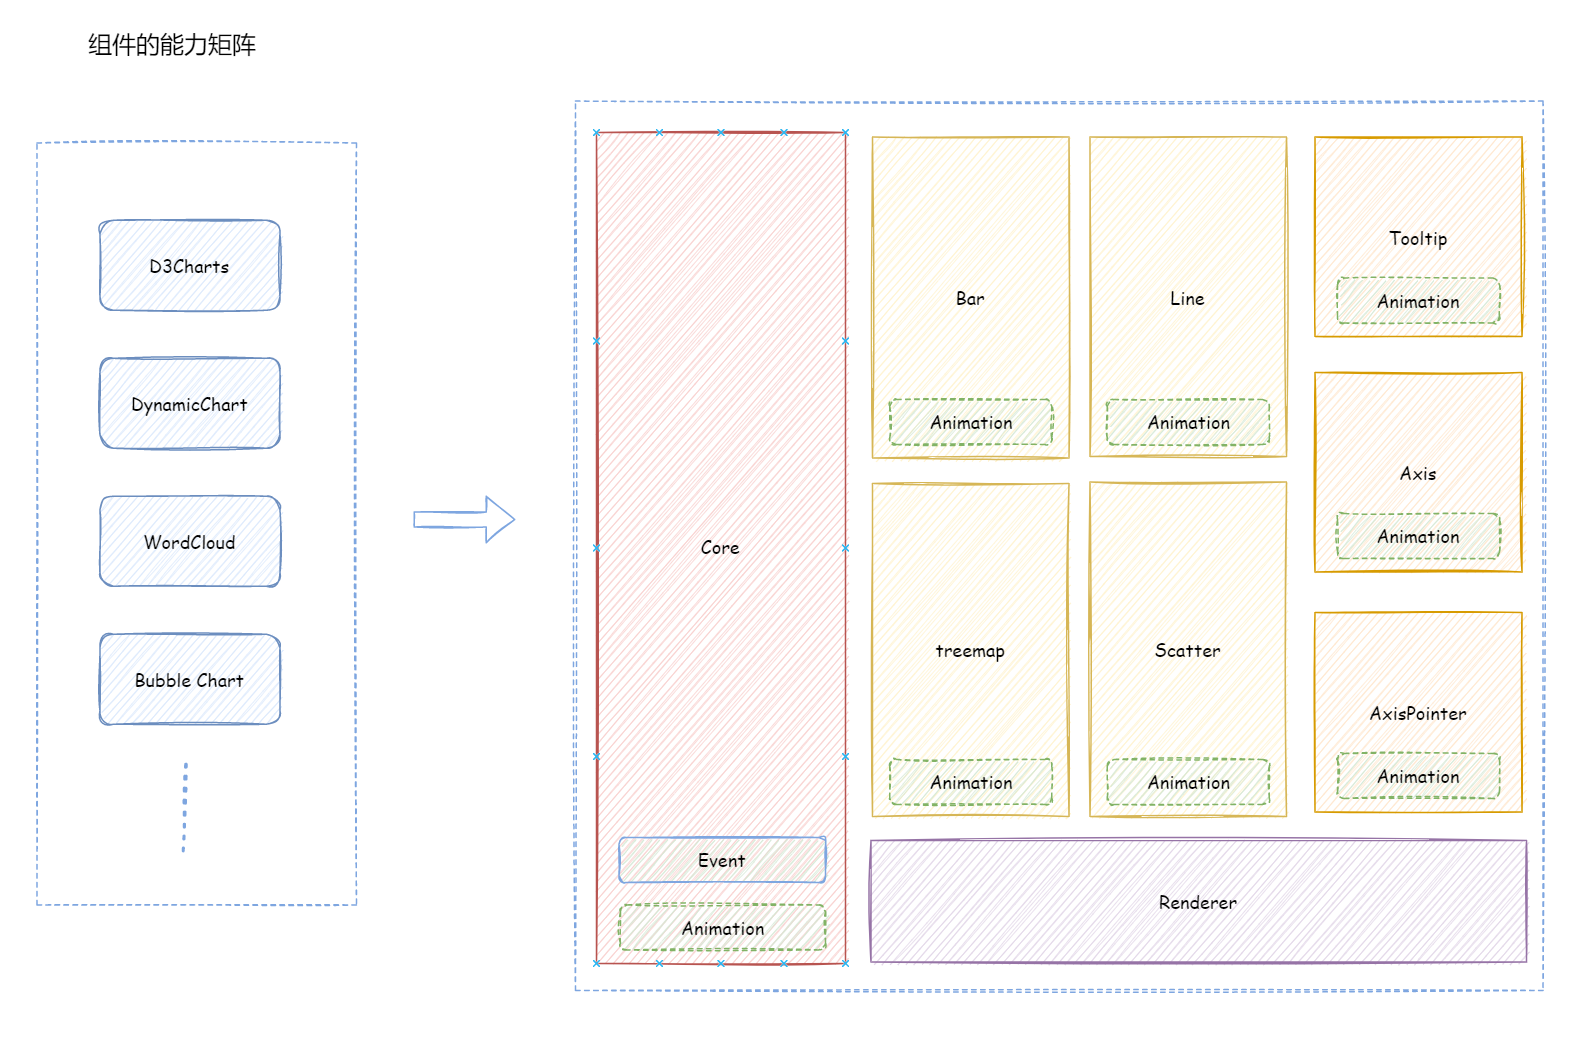 组件的能力矩阵
D3Charts
DynamicChart
WordCloud
Bubble Chart
Core
Event
Animation
Bar
Animation
Line
Animation
treemap
Animation
Scatter
Animation
Tooltip
Animation
Axis
Animation
AxisPointer
Animation
Renderer